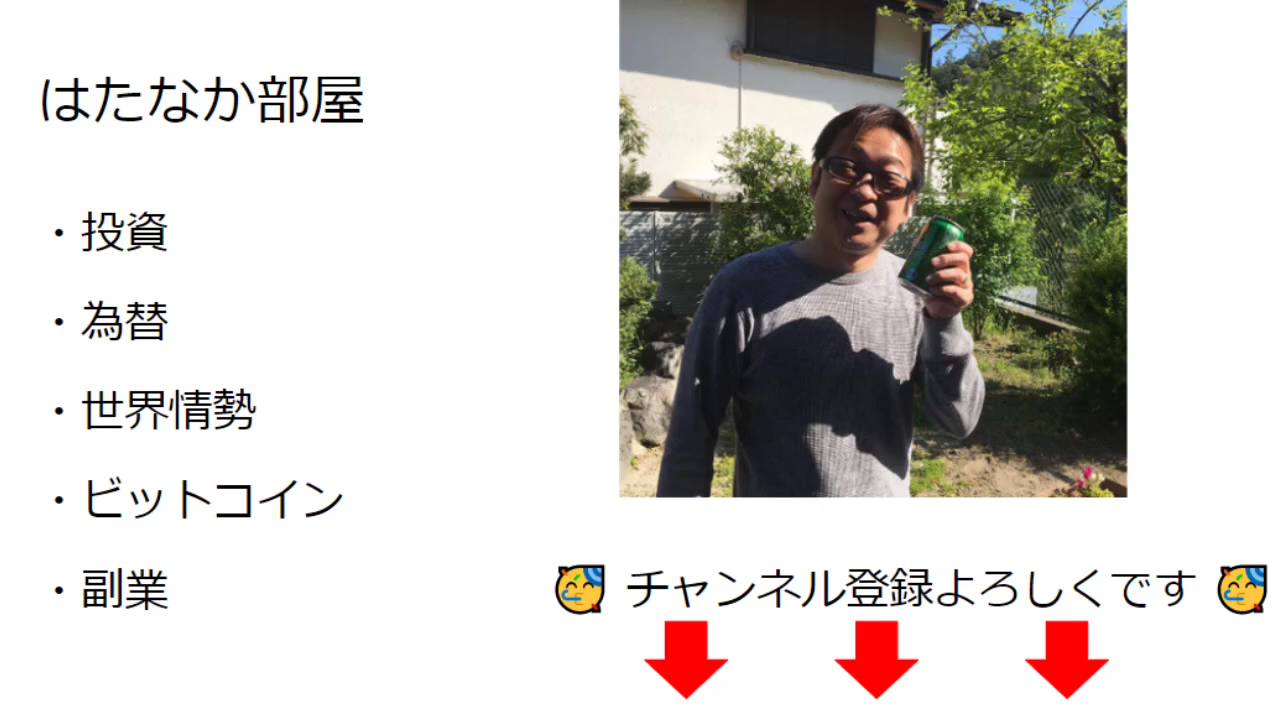 はたなか部屋
・投資
・為替
・世界情勢
・ビットコイン
・副業
🥳 チャンネル登録よろしくです 🥳